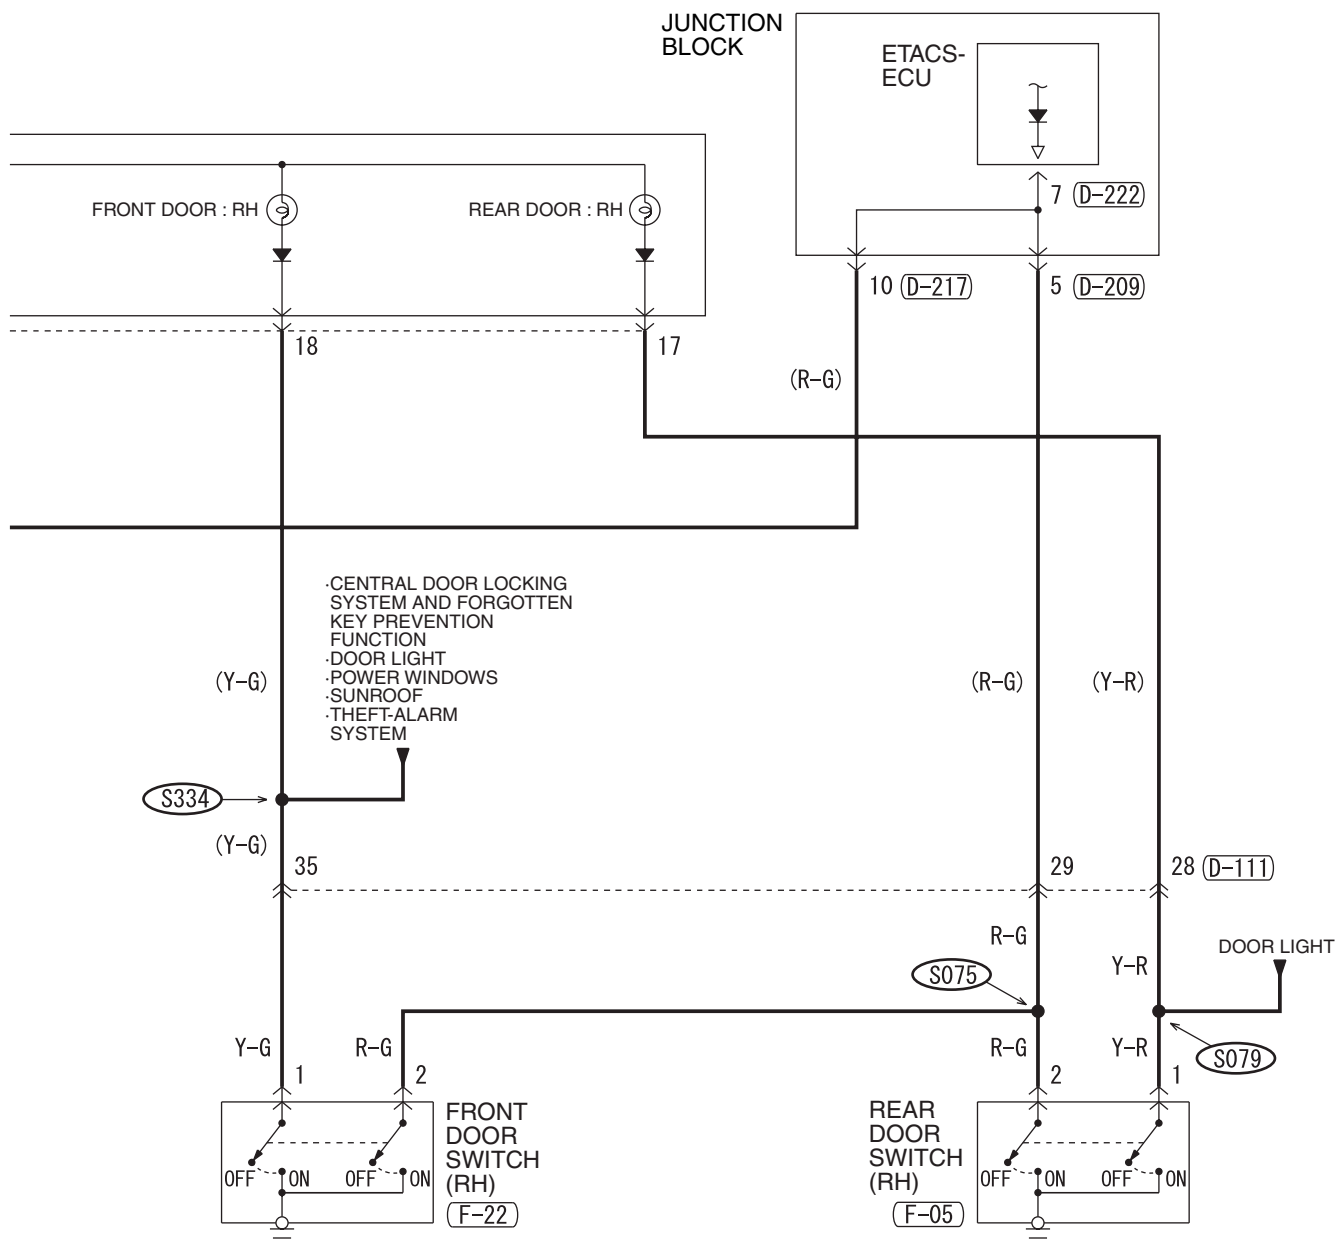 JUNCTION
BLOCK
ETACS-
ECU
7 D-222
FRONT DOOR : RH
REAR DOOR : RH
10 D-217
5 D-209
18
17
(R-G)
·CENTRAL DOOR LOCKING
SYSTEM AND FORGOTTEN
KEY PREVENTION
FUNCTION
·DOOR LIGHT
·POWER WINDOWS
·SUNROOF
·THEFT-ALARM
SYSTEM
(Y-G)
(R-G)
(Y-R)
S334
(Y-G)
35
29
28 D-111
R-G
Y-R
DOOR LIGHT
S075
Y-G
R-G
R-G
Y-R
S079
1
2
2
1
FRONT
DOOR
SWITCH
(RH)
F-22
OFF
ON
OFF
ON
REAR
DOOR
SWITCH
(RH)
F-05
OFF
ON
OFF
ON